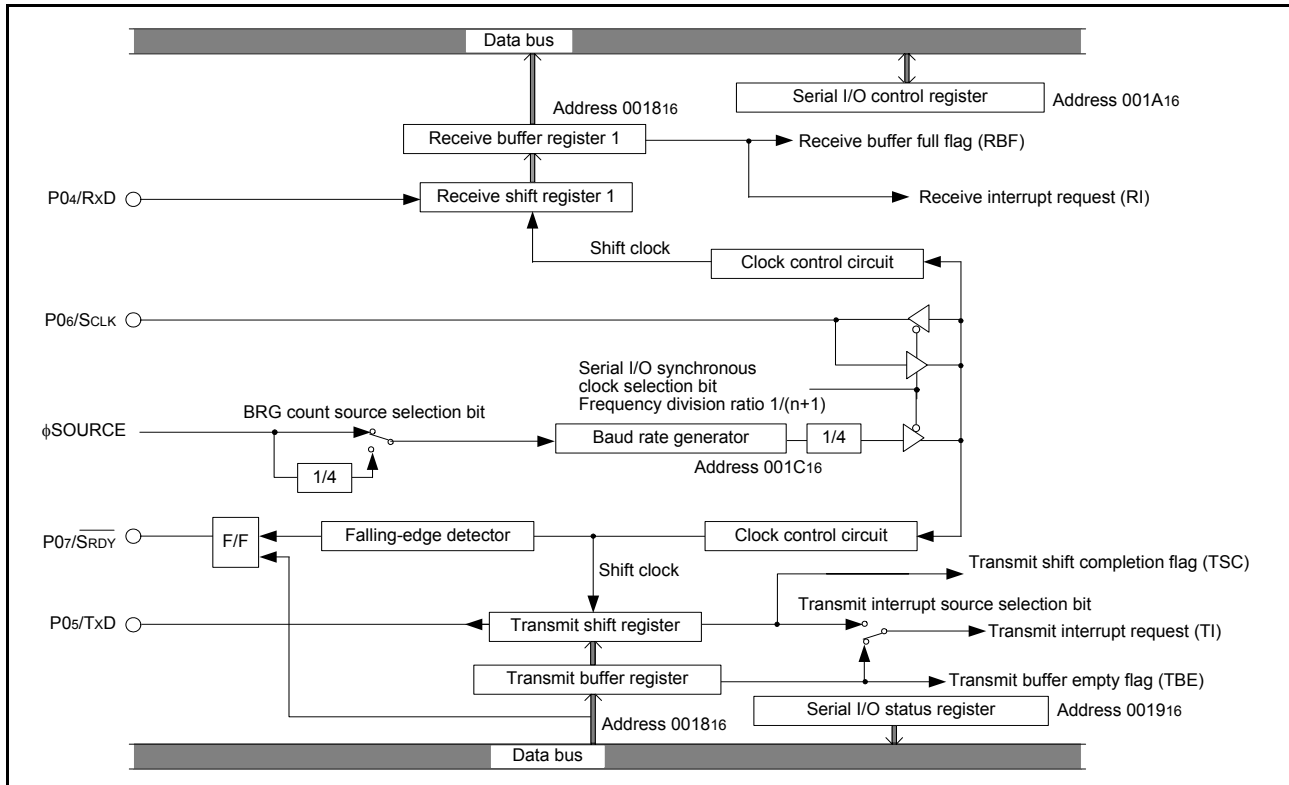 Data bus
Serial I/O control register
Address 001A16
Address 001816
Receive buffer register 1
Receive buffer full flag (RBF)
P04/RXD
Receive shift register 1
Receive interrupt request (RI)
Shift clock
Clock control circuit
P06/SCLK
Serial I/O synchronous
clock selection bit
Frequency division ratio 1/(n+1)
BRG count source selection bit
ϕSOURCE
Baud rate generator
1/4
Address 001C16
1/4
P07/S̅R̅D̅Y̅
F/F
Falling-edge detector
Clock control circuit
Shift clock
Transmit shift completion flag (TSC)
Transmit interrupt source selection bit
P05/TXD
Transmit shift register
Transmit interrupt request (TI)
Transmit buffer register
Transmit buffer empty flag (TBE)
Address 001816
Serial I/O status register
Address 001916
Data bus